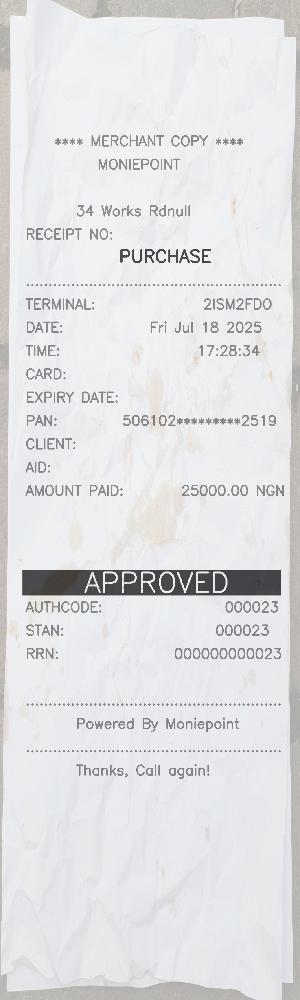 **** MERCHANT COPY ****
MONIEPOINT
34 Works Rdnull
RECEIPT NO:
PURCHASE
TERMINAL: 2ISM2FDO
DATE: Fri Jul 18 2025
TIME: 17:28:34
CARD:
EXPIRY DATE:
PAN: 506102*********2519
CLIENT:
AID:
AMOUNT PAID: 25000.00 NGN
APPROVED
AUTHCODE: 000023
STAN: 000023
RRN: 000000000023
Powered By Moniepoint
Thanks, Call again!